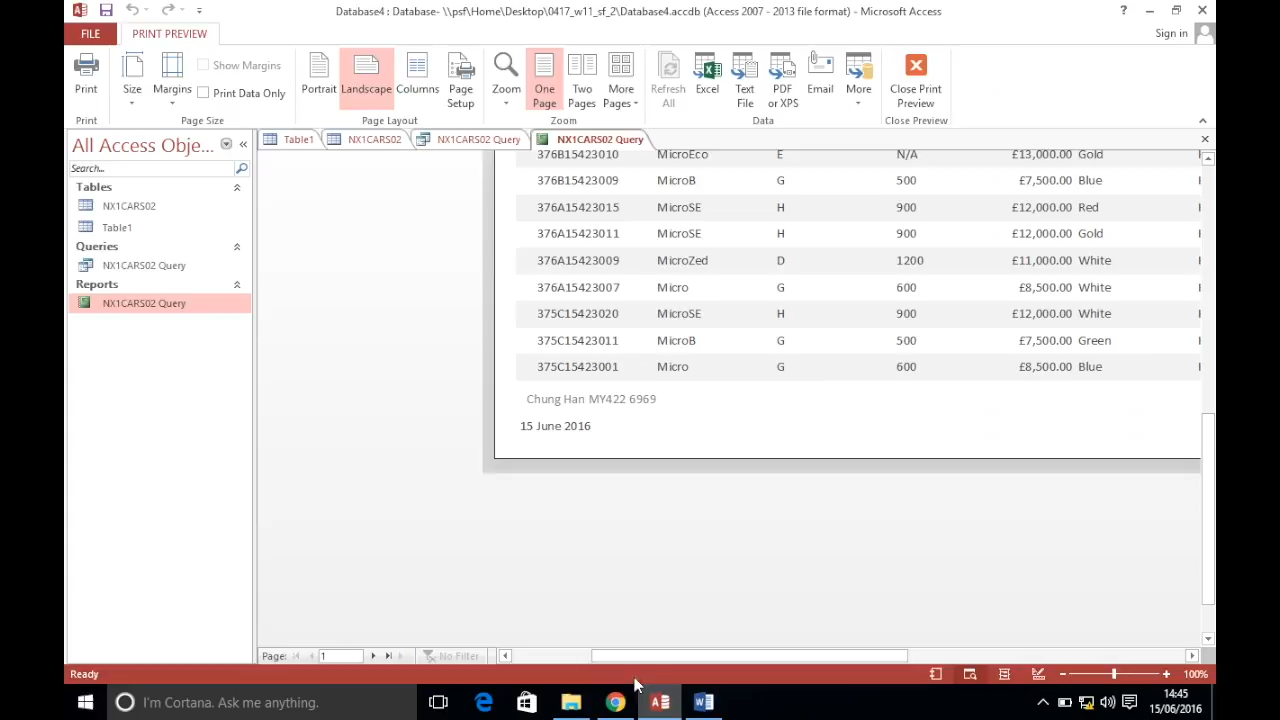 Database4 : Database- \\psf\Home\Desktop\0417_w11_sf_2\Database4.accdb (Access 2007 - 2013 file format) - Microsoft Access
?
FILE PRINT PREVIEW Sign in
Print Size Margins Show Margins Print Data Only Portrait Landscape Columns Page Setup Zoom One Page Two Pages More Pages Refresh All Excel Text File PDF or XPS Email More Close Print Preview
Print Page Size Page Layout Zoom Data Close Preview
All Access Obje...
Search...
Tables
NX1CARS02
Table1
Queries
NX1CARS02 Query
Reports
NX1CARS02 Query
Table1 NX1CARS02 NX1CARS02 Query NX1CARS02 Query
376B15423010 MicroEco E N/A £13,000.00 Gold
376B15423009 MicroB G 500 £7,500.00 Blue
376A15423015 MicroSE H 900 £12,000.00 Red
376A15423011 MicroSE H 900 £12,000.00 Gold
376A15423009 MicroZed D 1200 £11,000.00 White
376A15423007 Micro G 600 £8,500.00 White
375C15423020 MicroSE H 900 £12,000.00 White
375C15423011 MicroB G 500 £7,500.00 Green
375C15423001 Micro G 600 £8,500.00 Blue
Chung Han MY422 6969
15 June 2016
Page: 1 No Filter
Ready 100%
I'm Cortana. Ask me anything.
14:45
15/06/2016